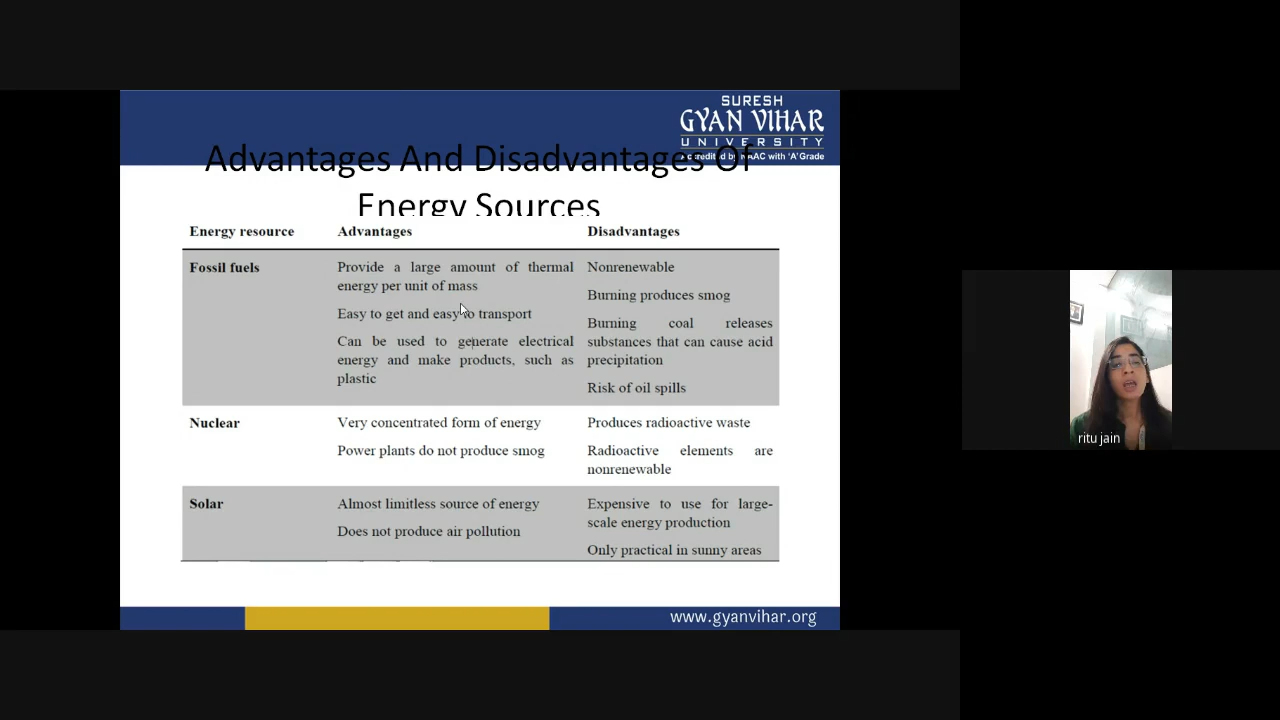 SURESH
GYAN VIHAR
UNIVERSITY
Accredited by NAAC with 'A' Grade
Advantages And Disadvantages Of
Energy Sources
Energy resource Advantages Disadvantages
Fossil fuels Provide a large amount of thermal Nonrenewable
energy per unit of mass
Burning produces smog
Easy to get and easy to transport
Burning coal releases
Can be used to generate electrical substances that can cause acid
energy and make products, such as precipitation
plastic
Risk of oil spills
Nuclear Very concentrated form of energy Produces radioactive waste
Power plants do not produce smog Radioactive elements are
nonrenewable
Solar Almost limitless source of energy Expensive to use for large-
scale energy production
Does not produce air pollution
Only practical in sunny areas
www.gyanvihar.org
ritu jain